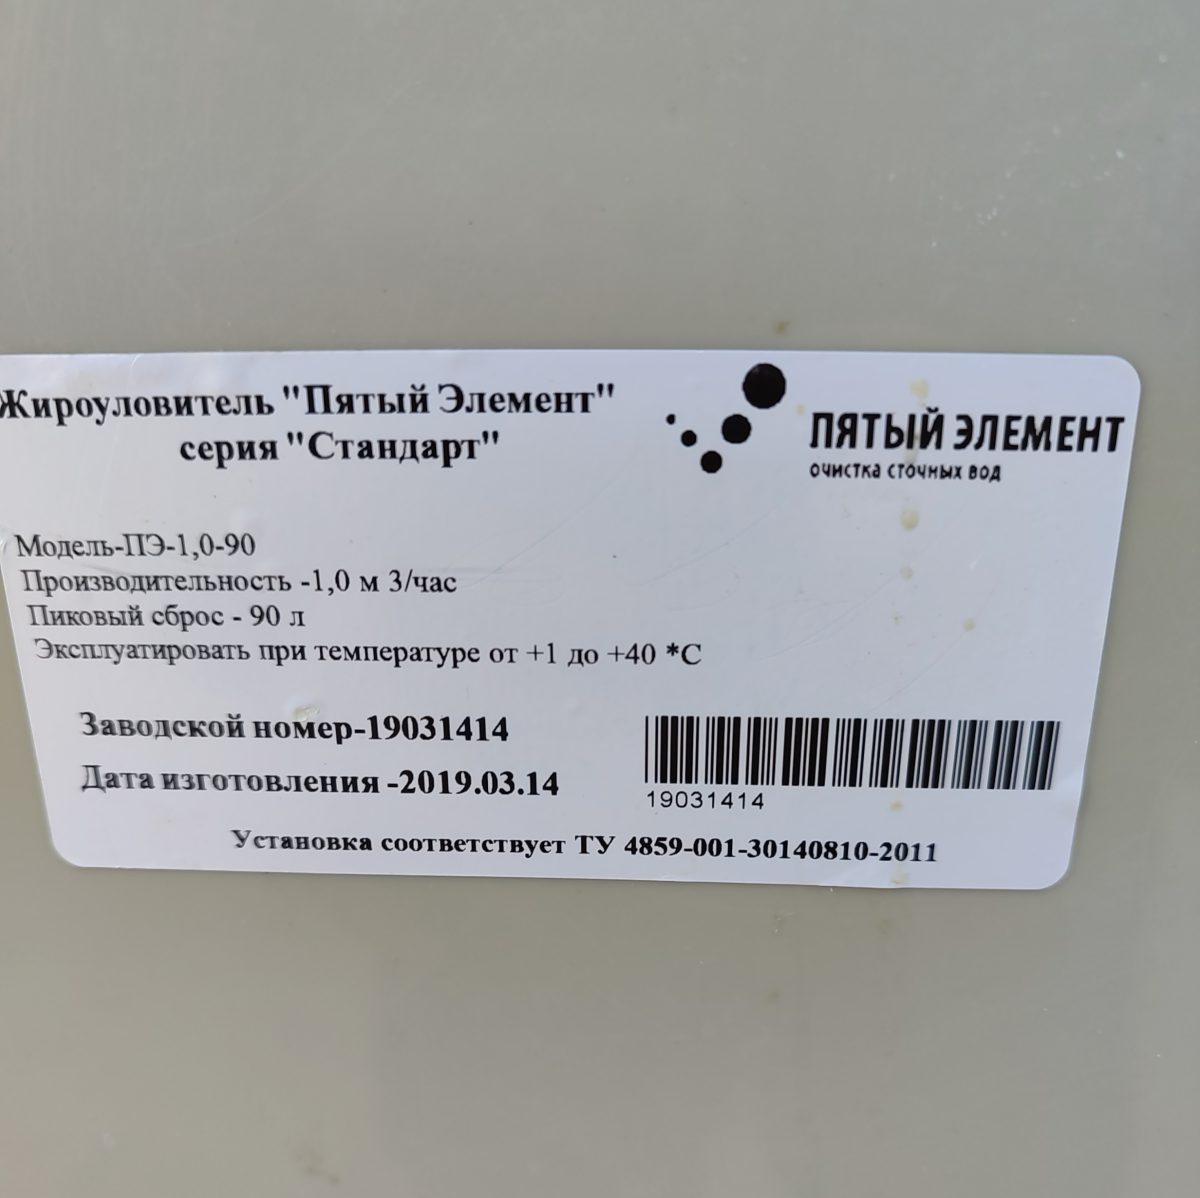 Жироуловитель "Пятый Элемент"
серия "Стандарт"
ПЯТЫЙ ЭЛЕМЕНТ
очистка сточных вод
Модель-ПЭ-1,0-90
Производительность -1,0 м 3/час
Пиковый сброс - 90 л
Эксплуатировать при температуре от +1 до +40 *С
Заводской номер-19031414
Дата изготовления -2019.03.14
19031414
Установка соответствует ТУ 4859-001-30140810-2011